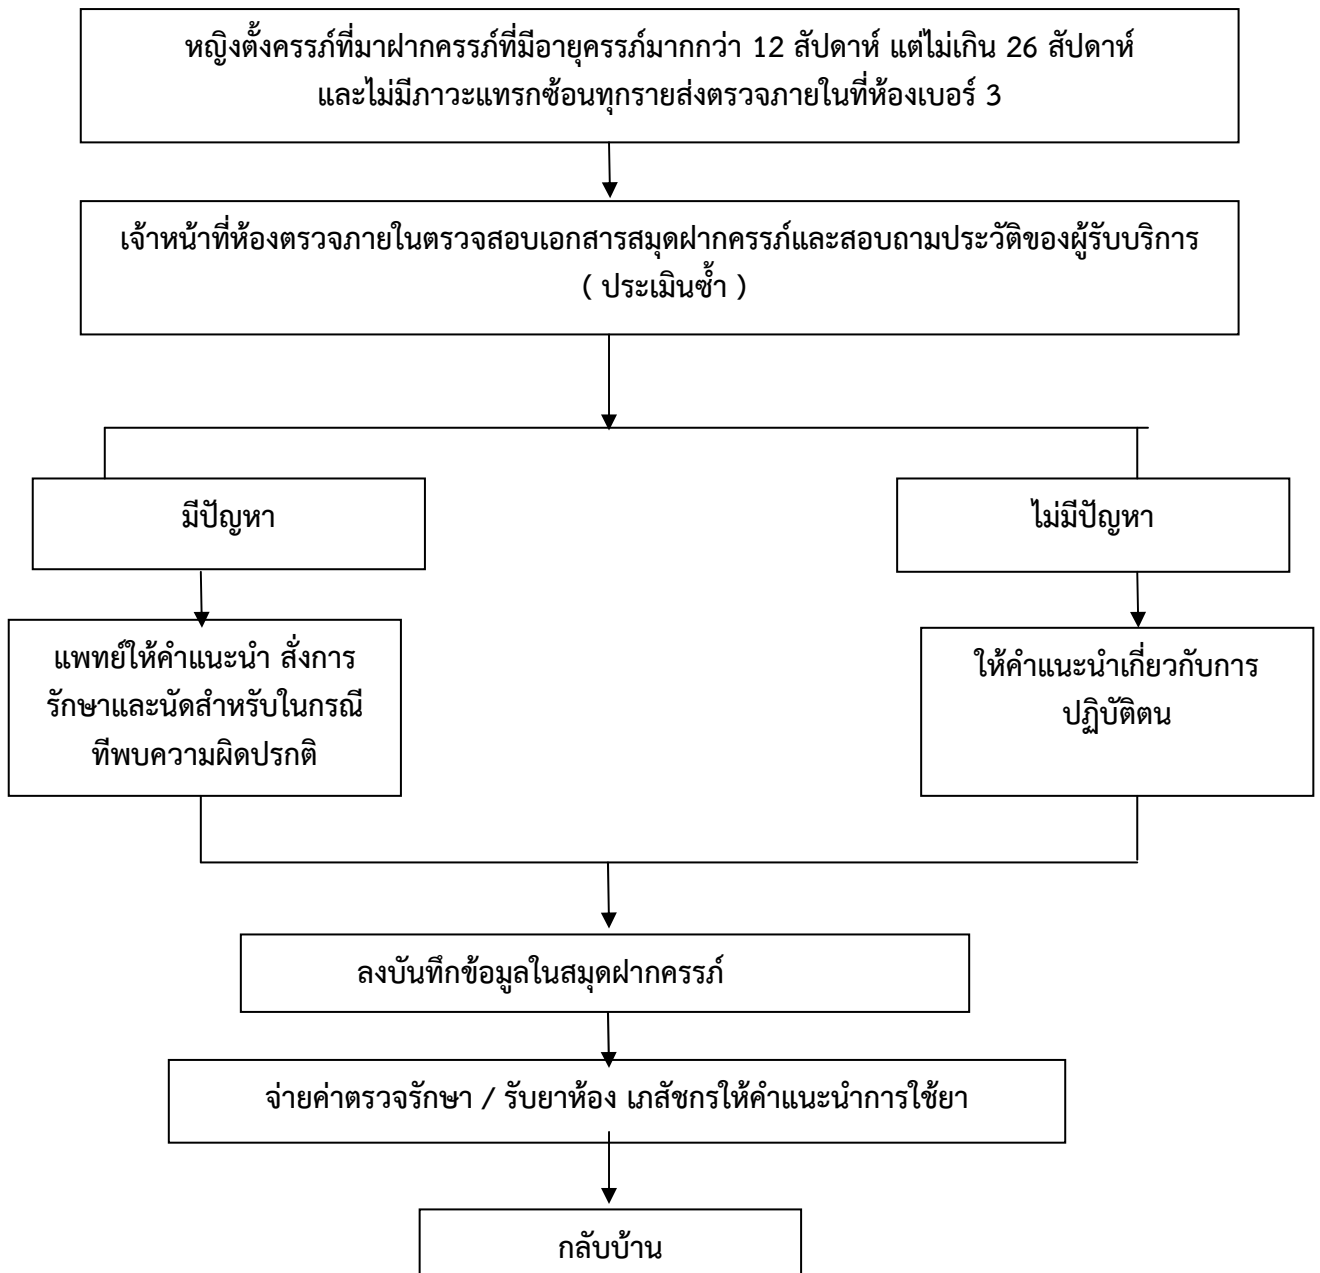 หญิงตั้งครรภ์ที่มาฝากครรภ์ที่มีอายุครรภ์มากกว่า 12 สัปดาห์ แต่ไม่เกิน 26 สัปดาห์
และไม่มีภาวะแทรกซ้อนทุกรายส่งตรวจภายในที่ห้องเบอร์ 3
เจ้าหน้าที่ห้องตรวจภายในตรวจสอบเอกสารสมุดฝากครรภ์และสอบถามประวัติของผู้รับบริการ
( ประเมินซ้ำ )
มีปัญหา
ไม่มีปัญหา
แพทย์ให้คำแนะนำ สั่งการ
รักษาและนัดสำหรับในกรณี
ทีพบความผิดปรกติ
ให้คำแนะนำเกี่ยวกับการ
ปฏิบัติตน
ลงบันทึกข้อมูลในสมุดฝากครรภ์
จ่ายค่าตรวจรักษา / รับยาห้อง เภสัชกรให้คำแนะนำการใช้ยา
กลับบ้าน